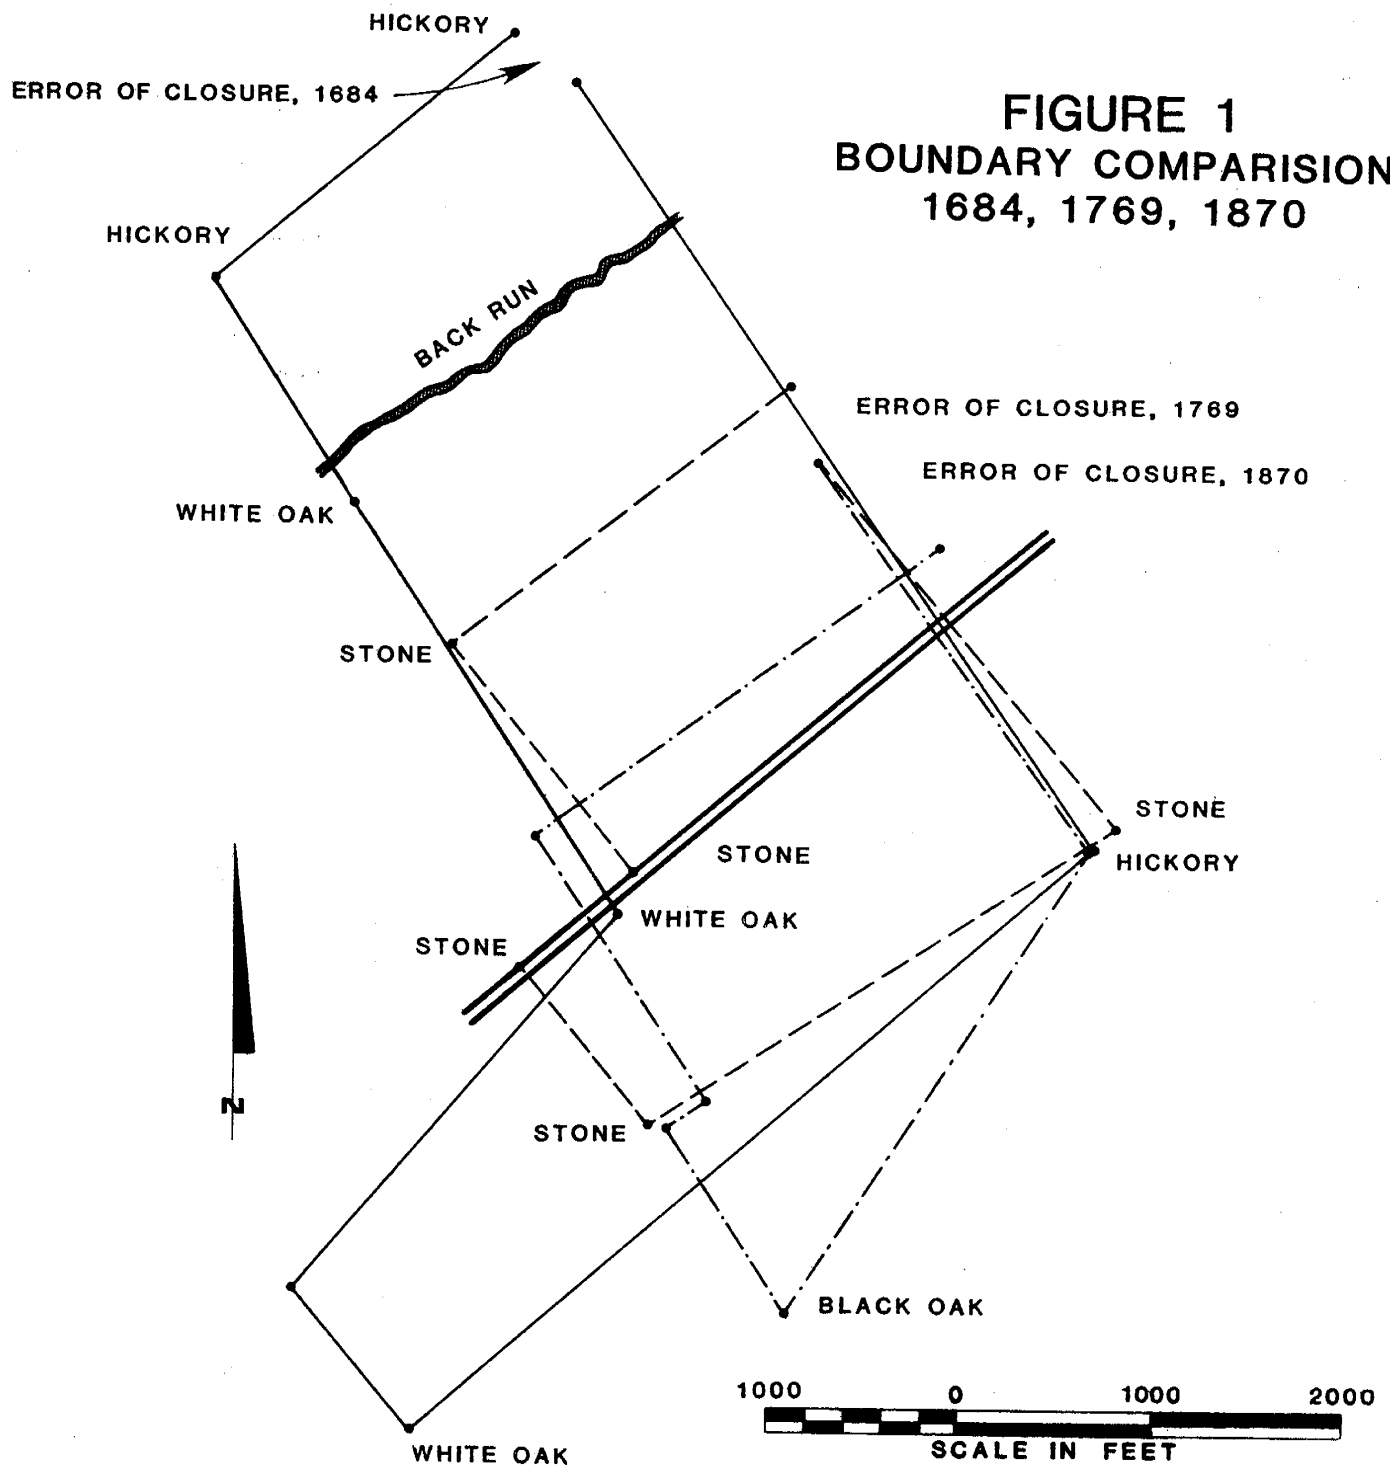 HICKORY
ERROR OF CLOSURE, 1684
FIGURE 1
BOUNDARY COMPARISION
1684, 1769, 1870
HICKORY
BACK RUN
ERROR OF CLOSURE, 1769
ERROR OF CLOSURE, 1870
WHITE OAK
STONE
STONE
STONE
HICKORY
WHITE OAK
STONE
N
STONE
BLACK OAK
1000 0 1000 2000
SCALE IN FEET
WHITE OAK